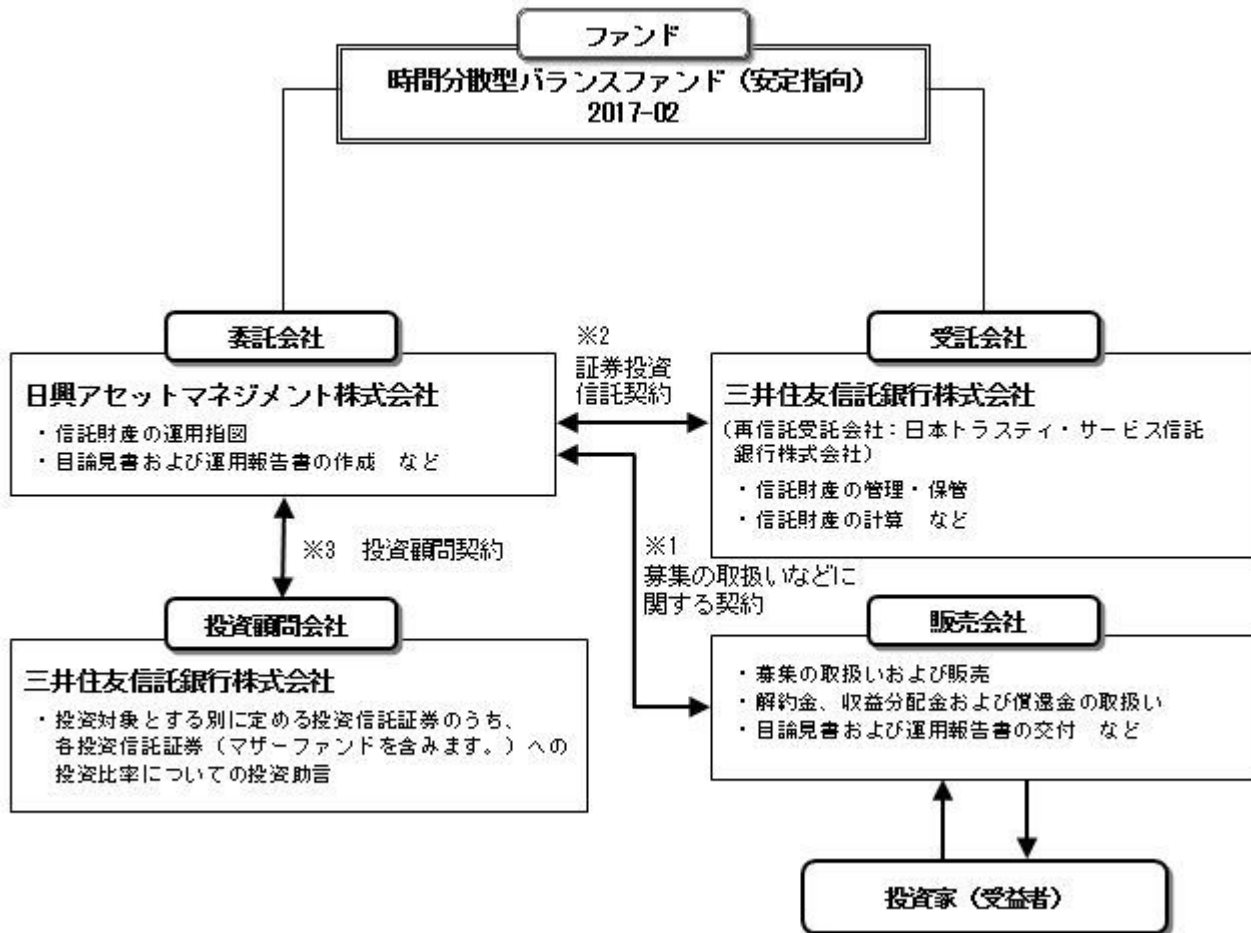 ファンド
時間分散型バランスファンド（安定指向）
2017-02
委託会社
日興アセットマネジメント株式会社
・信託財産の運用指図
・目論見書および運用報告書の作成　など
※2
証券投資
信託契約
受託会社
三井住友信託銀行株式会社
（再信託受託会社：日本トラスティ・サービス信託
銀行株式会社）
・信託財産の管理・保管
・信託財産の計算　など
※3　投資顧問契約
※1
募集の取扱いなどに
関する契約
投資顧問会社
三井住友信託銀行株式会社
・投資対象とする別に定める投資信託証券のうち、
各投資信託証券（マザーファンドを含みます。）への
投資比率についての投資助言
販売会社
・募集の取扱いおよび販売
・解約金、収益分配金および償還金の取扱い
・目論見書および運用報告書の交付　など
投資家（受益者）